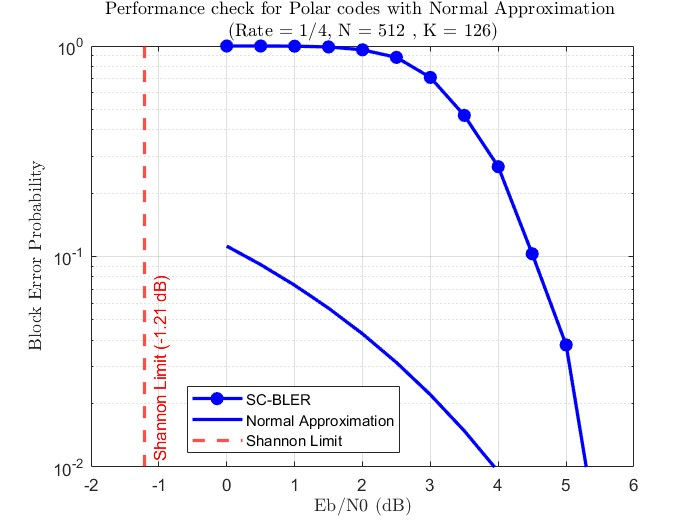 Performance check for Polar codes with Normal Approximation
(Rate = 1/4, N = 512 , K = 126)
10^0
10^-1
10^-2
Block Error Probability
Shannon Limit (-1.21 dB)
SC-BLER
Normal Approximation
Shannon Limit
-2 -1 0 1 2 3 4 5 6
Eb/N0 (dB)